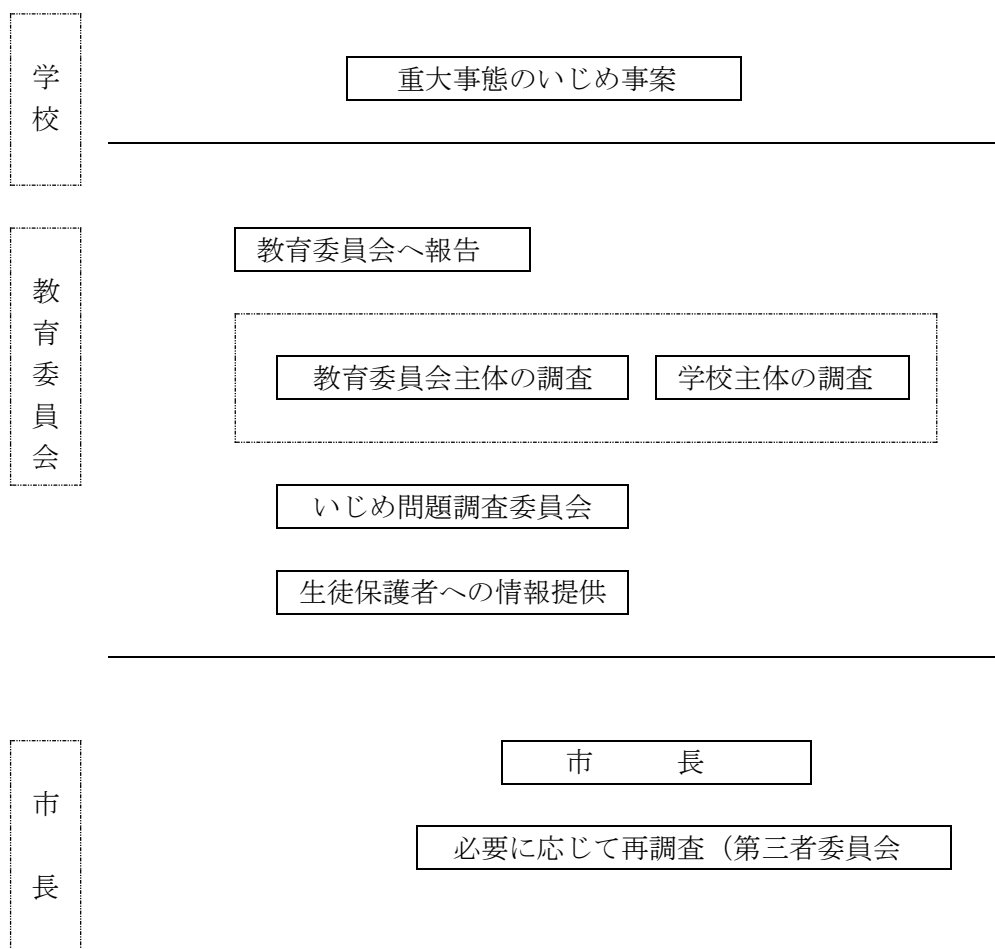 学校
重大事態のいじめ事案
教育委員会
教育委員会へ報告
教育委員会主体の調査
学校主体の調査
いじめ問題調査委員会
生徒保護者への情報提供
市長
市　　　長
必要に応じて再調査（第三者委員会